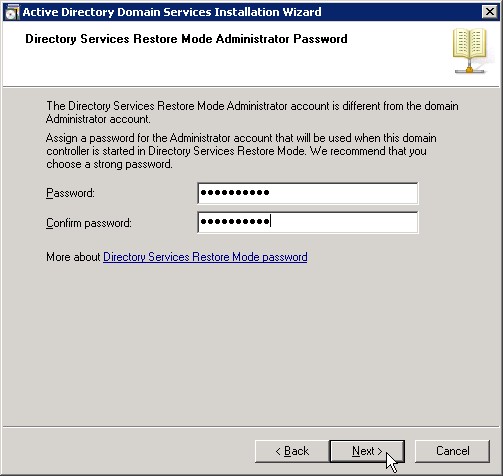 Active Directory Domain Services Installation Wizard
Directory Services Restore Mode Administrator Password
The Directory Services Restore Mode Administrator account is different from the domain
Administrator account.
Assign a password for the Administrator account that will be used when this domain
controller is started in Directory Services Restore Mode. We recommend that you
choose a strong password.
Password: ●●●●●●●●●●
Confirm password: ●●●●●●●●●●
More about Directory Services Restore Mode password
< Back Next > Cancel